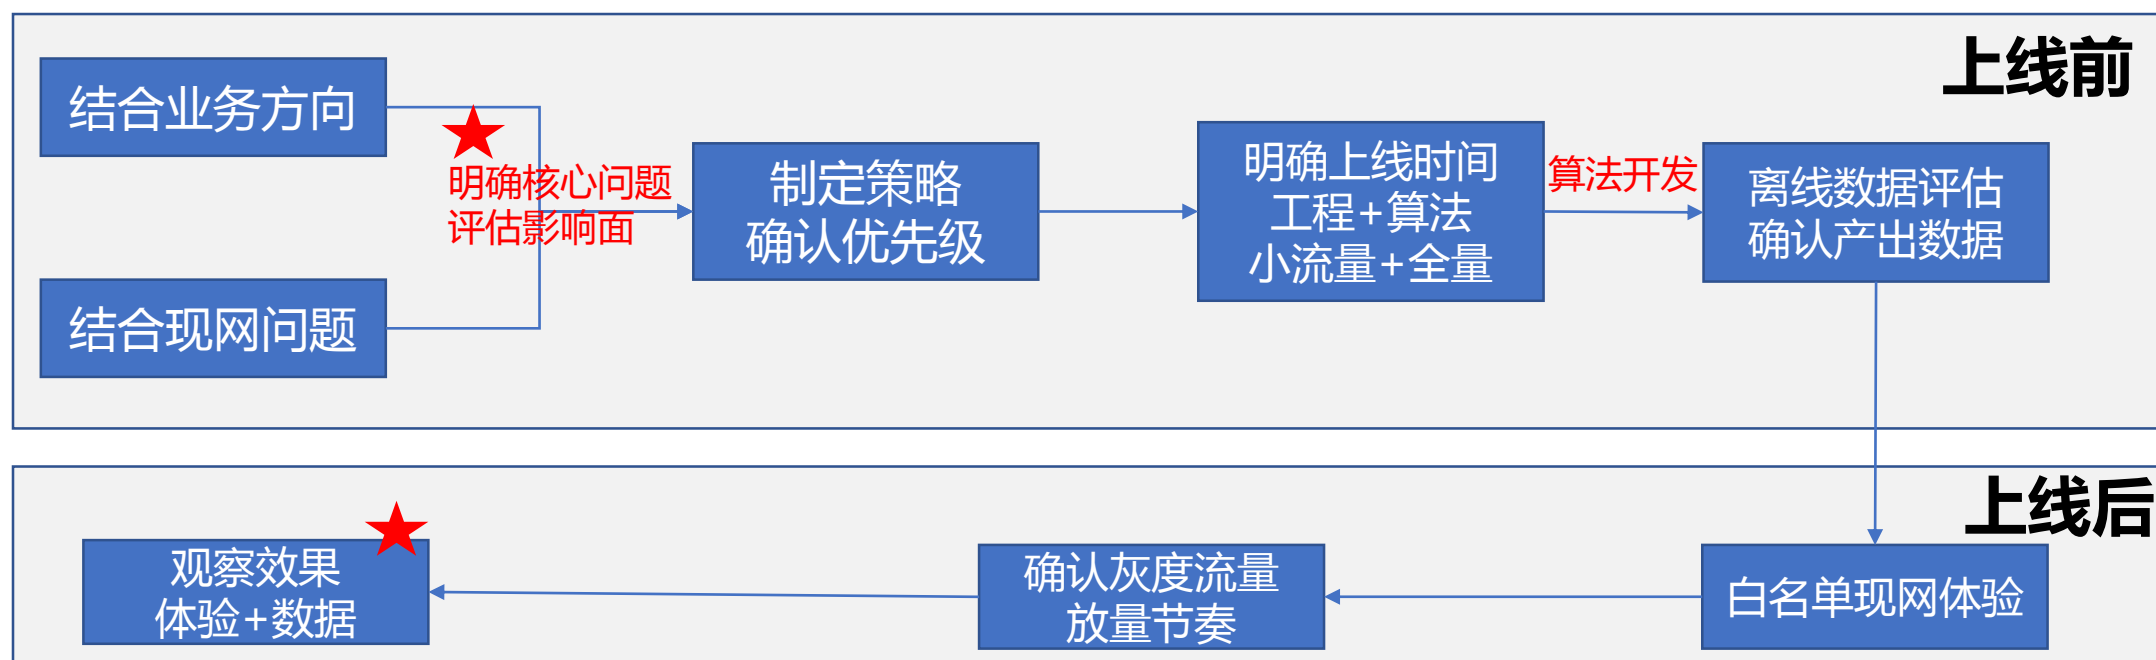 上线前
结合业务方向
明确核心问题
评估影响面
结合现网问题
制定策略
确认优先级
明确上线时间
工程+算法
小流量+全量
算法开发
离线数据评估
确认产出数据
上线后
白名单现网体验
确认灰度流量
放量节奏
观察效果
体验+数据